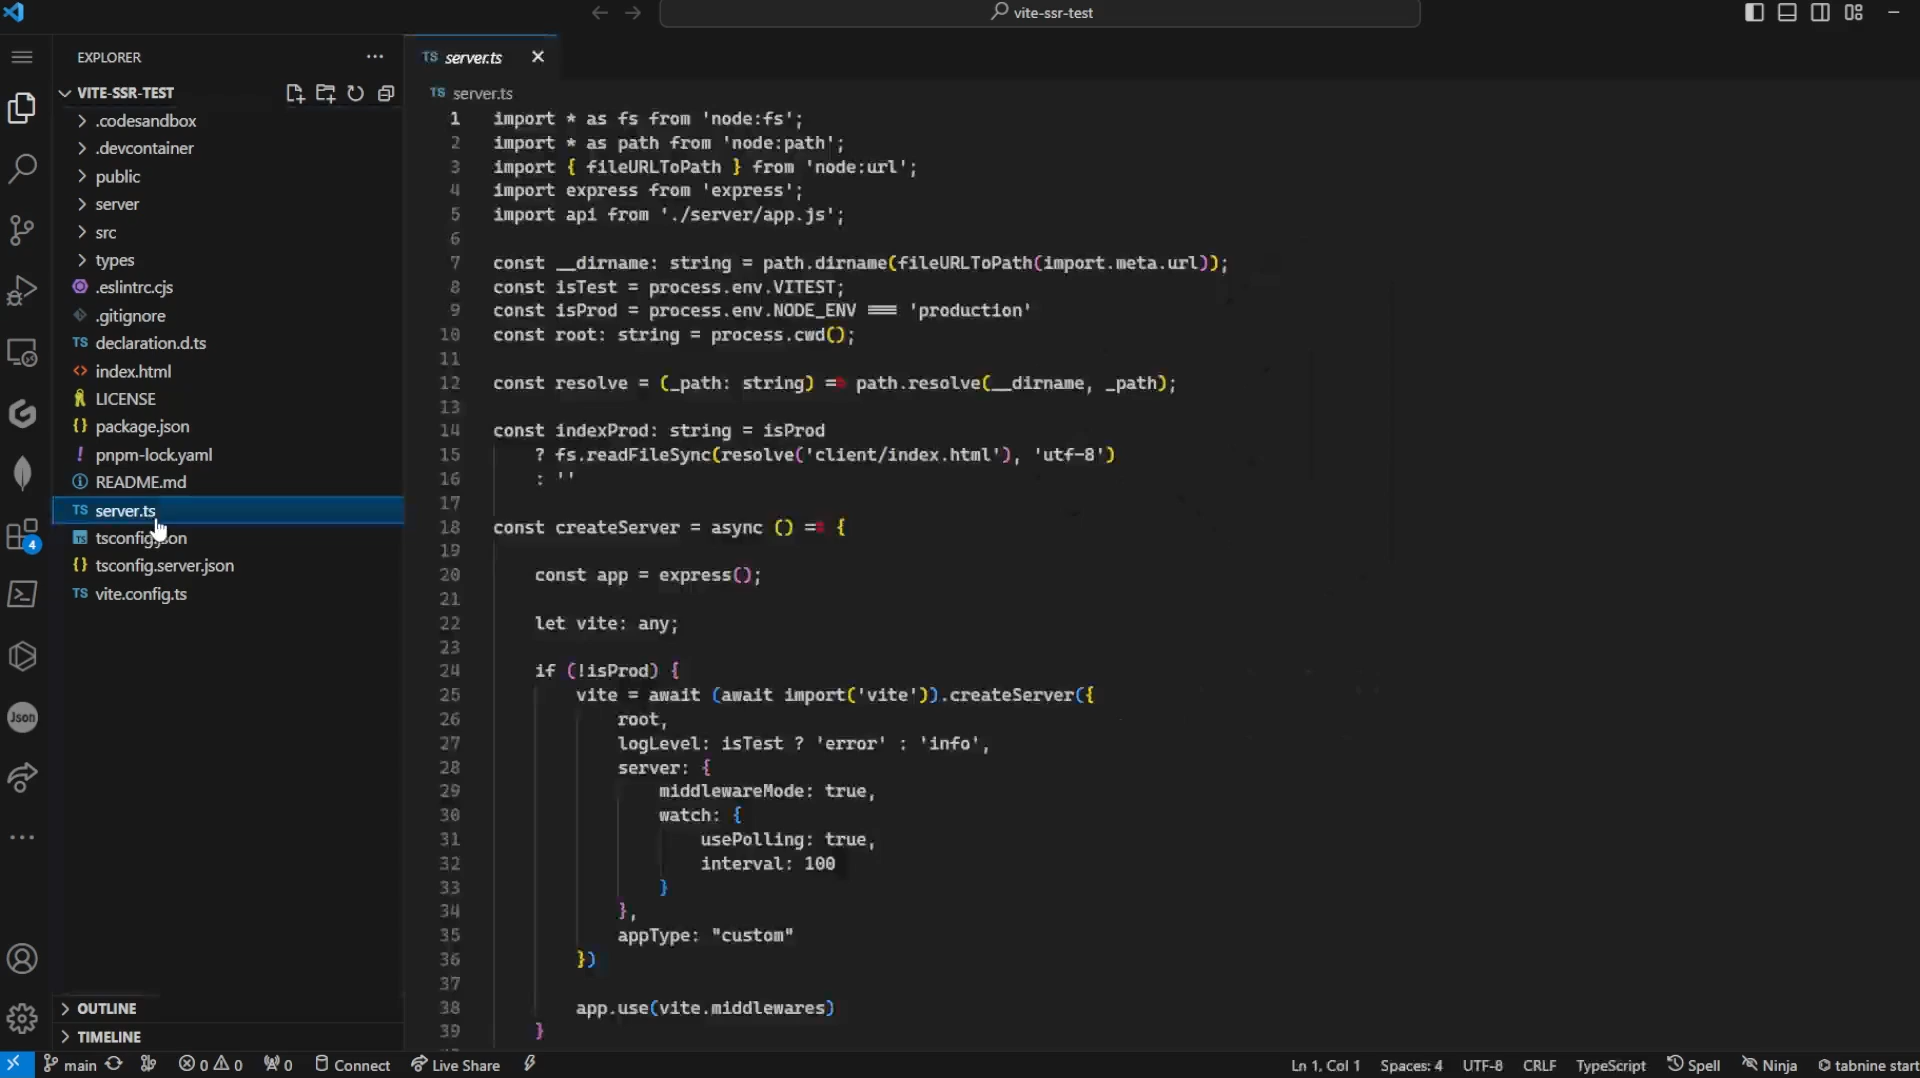 vite-ssr-test
EXPLORER
VITE-SSR-TEST
.codesandbox
.devcontainer
public
server
src
types
.eslintrc.cjs
.gitignore
TS declaration.d.ts
<> index.html
LICENSE
{} package.json
! pnpm-lock.yaml
README.md
TS server.ts
TS tsconfig.json
{} tsconfig.server.json
TS vite.config.ts
OUTLINE
TIMELINE
4
Json
TS server.ts
TS server.ts
1 import * as fs from 'node:fs';
2 import * as path from 'node:path';
3 import { fileURLToPath } from 'node:url';
4 import express from 'express';
5 import api from './server/app.js';
6
7 const __dirname: string = path.dirname(fileURLToPath(import.meta.url));
8 const isTest = process.env.VITEST;
9 const isProd = process.env.NODE_ENV === 'production'
10 const root: string = process.cwd();
11
12 const resolve = (_path: string) => path.resolve(__dirname, _path);
13
14 const indexProd: string = isProd
15 ? fs.readFileSync(resolve('client/index.html'), 'utf-8')
16 : ''
17
18 const createServer = async () => {
19
20 const app = express();
21
22 let vite: any;
23
24 if (!isProd) {
25 vite = await (await import('vite')).createServer({
26 root,
27 logLevel: isTest ? 'error' : 'info',
28 server: {
29 middlewareMode: true,
30 watch: {
31 usePolling: true,
32 interval: 100
33 }
34 },
35 appType: "custom"
36 })
37
38 app.use(vite.middlewares)
39 }
main 0 0 0 Connect Live Share Ln 1, Col 1 Spaces: 4 UTF-8 CRLF TypeScript Spell Ninja tabnine start